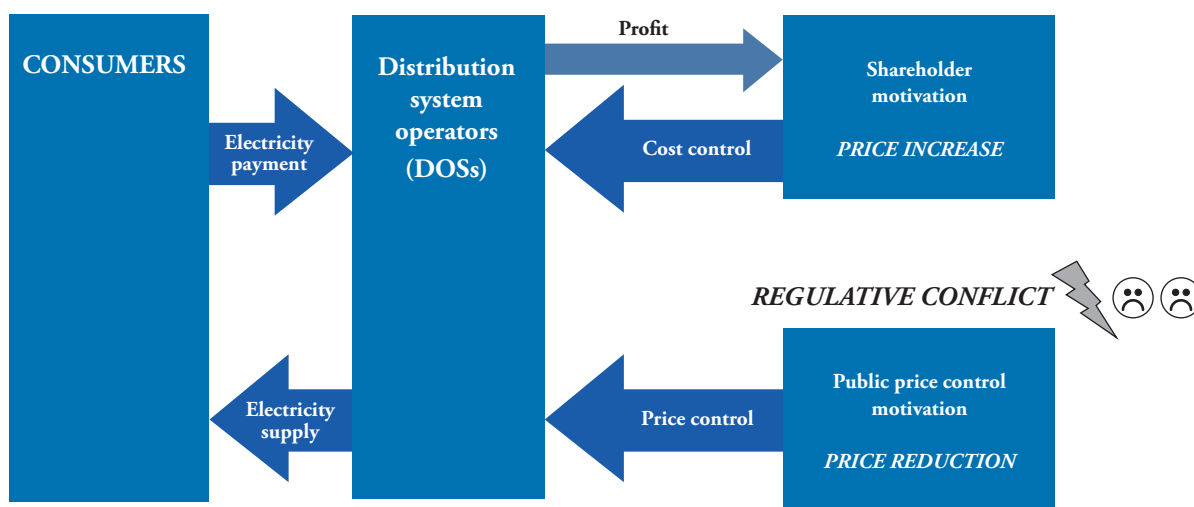 CONSUMERS
Electricity
payment
Electricity
supply
Distribution
system
operators
(DOSs)
Profit
Cost control
Price control
Shareholder
motivation
PRICE INCREASE
REGULATIVE CONFLICT
Public price control
motivation
PRICE REDUCTION